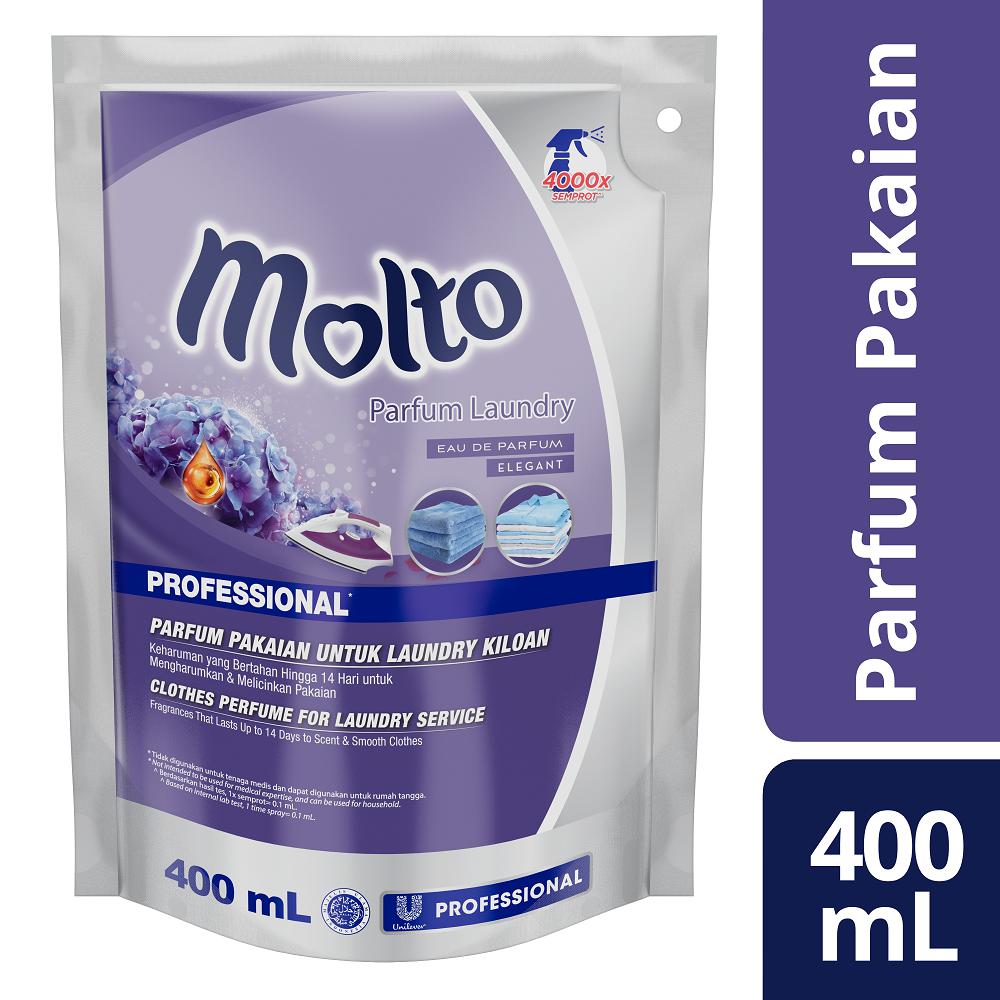 4000x
SEMPROT^
molto
Parfum Laundry
EAU DE PARFUM
ELEGANT
PROFESSIONAL*
PARFUM PAKAIAN UNTUK LAUNDRY KILOAN
Keharuman yang Bertahan Hingga 14 Hari untuk
Mengharumkan & Melicinkan Pakaian
CLOTHES PERFUME FOR LAUNDRY SERVICE
Fragrances That Lasts Up to 14 Days to Scent & Smooth Clothes
*Tidak digunakan untuk tenaga medis dan dapat digunakan untuk rumah tangga.
*Not intended to be used for medical expertise, and can be used for household.
^ Berdasarkan hasil tes, 1x semprot= 0.1 mL.
^ Based on internal lab test, 1 time spray= 0.1 mL.
400 mL
Unilever
PROFESSIONAL
Parfum Pakaian
400
mL